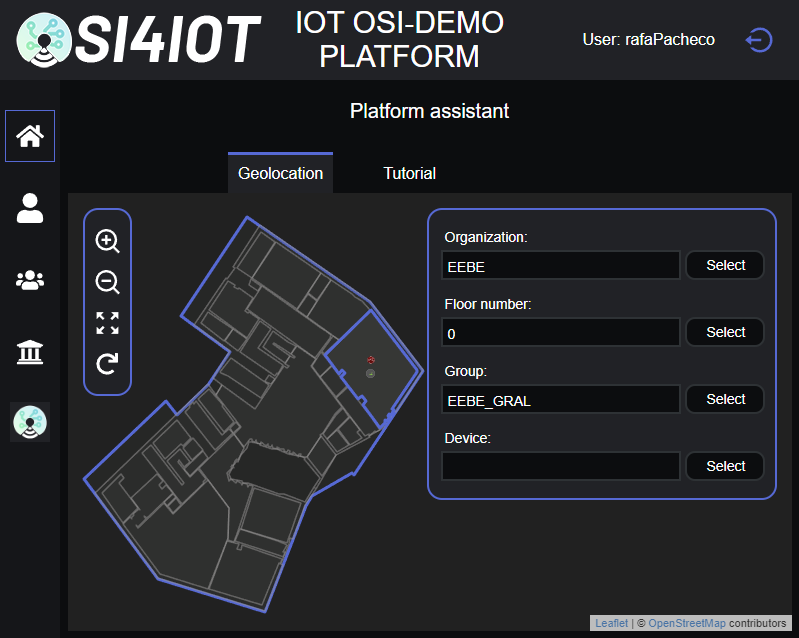 SI4IOT
IOT OSI-DEMO
PLATFORM
User: rafaPacheco
Platform assistant
Geolocation
Tutorial
Organization:
EEBE
Select
Floor number:
0
Select
Group:
EEBE_GRAL
Select
Device:
Select
Leaflet | © OpenStreetMap contributors